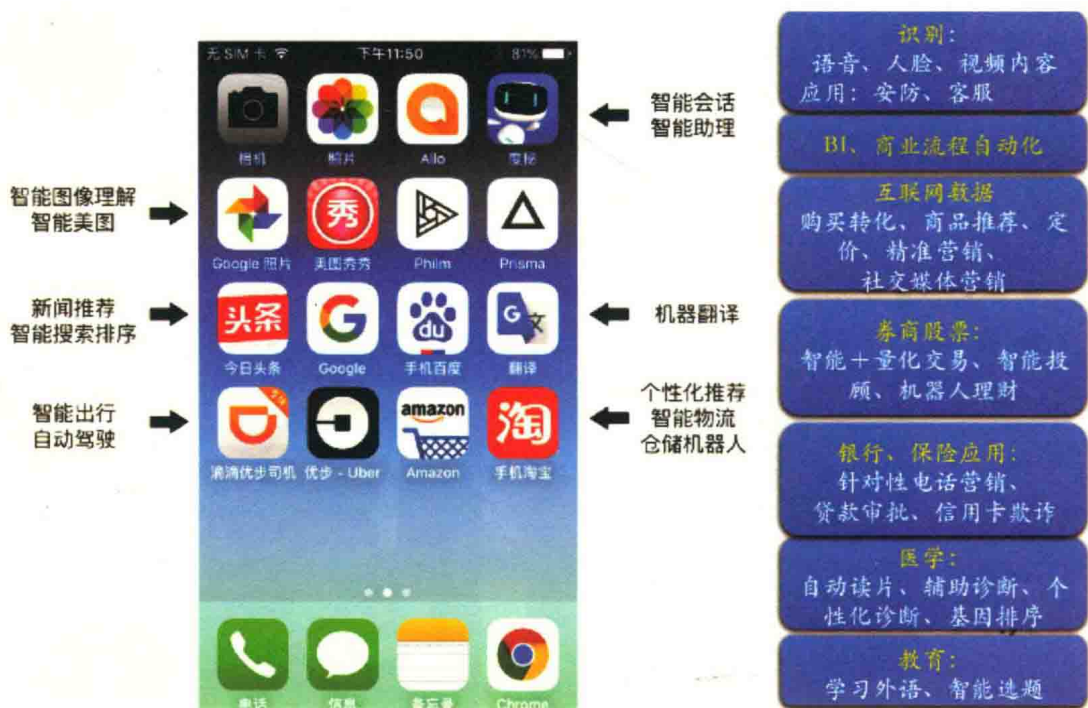 无 SIM 卡
下午11:50
81%
相机
照片
Allo
度秘
智能会话
智能助理
智能图像理解
智能美图
秀
Google 照片
美图秀秀
Philm
Prisma
新闻推荐
智能搜索排序
头条
G
du
G 文
今日头条
Google
手机百度
翻译
机器翻译
智能出行
自动驾驶
amazon
淘
滴滴优步司机
优步 - Uber
Amazon
手机淘宝
个性化推荐
智能物流
仓储机器人
电话
信息
备忘录
Chrome
识别:
语音、人脸、视频内容
应用: 安防、客服
BI、商业流程自动化
互联网数据
购买转化、商品推荐、定
价、精准营销、
社交媒体营销
券商股票:
智能+量化交易、智能投
顾、机器人理财
银行、保险应用:
针对性电话营销、
贷款审批、信用卡欺诈
医学:
自动读片、辅助诊断、个
性化诊断、基因排序
教育:
学习外语、智能选题